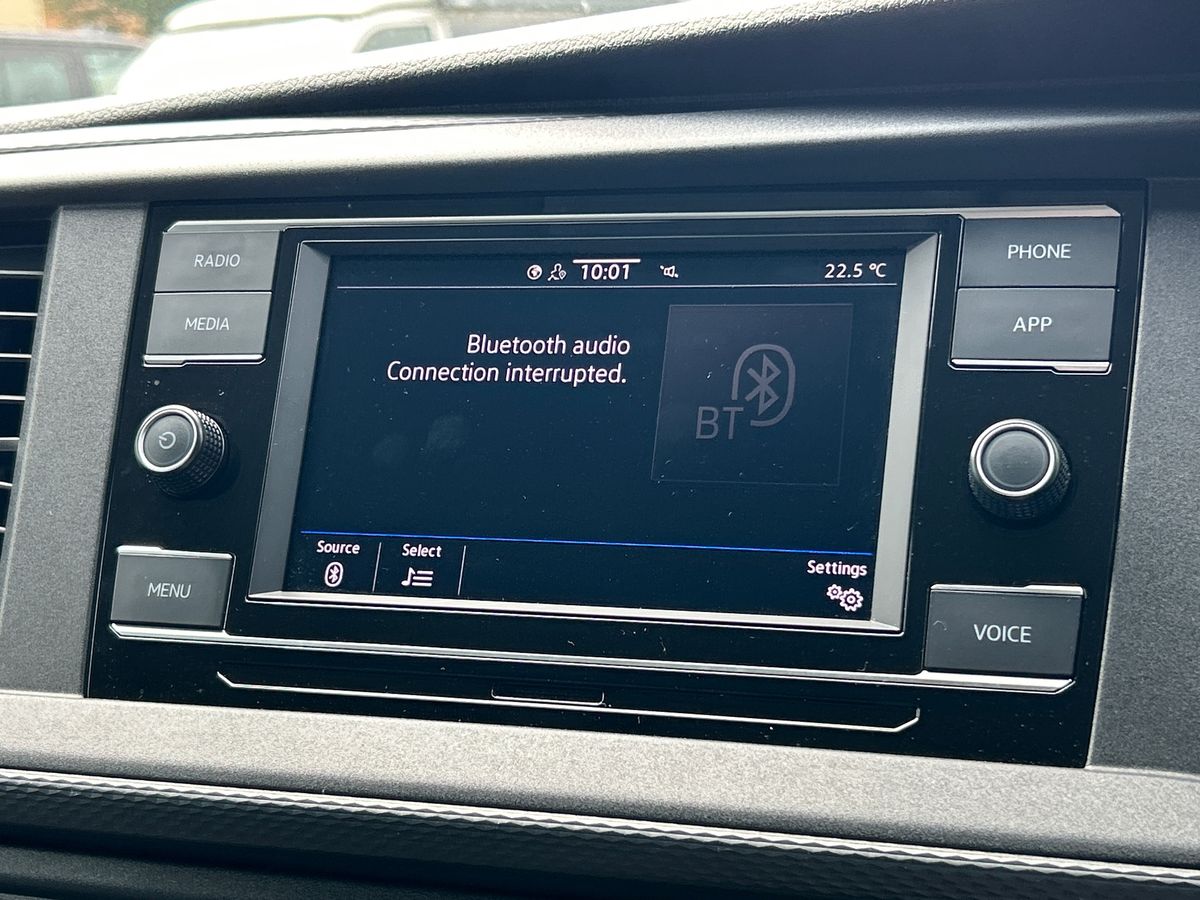 RADIO
MEDIA
MENU
10:01
22.5 °C
Bluetooth audio
Connection interrupted.
BT
Source
Select
Settings
PHONE
APP
VOICE